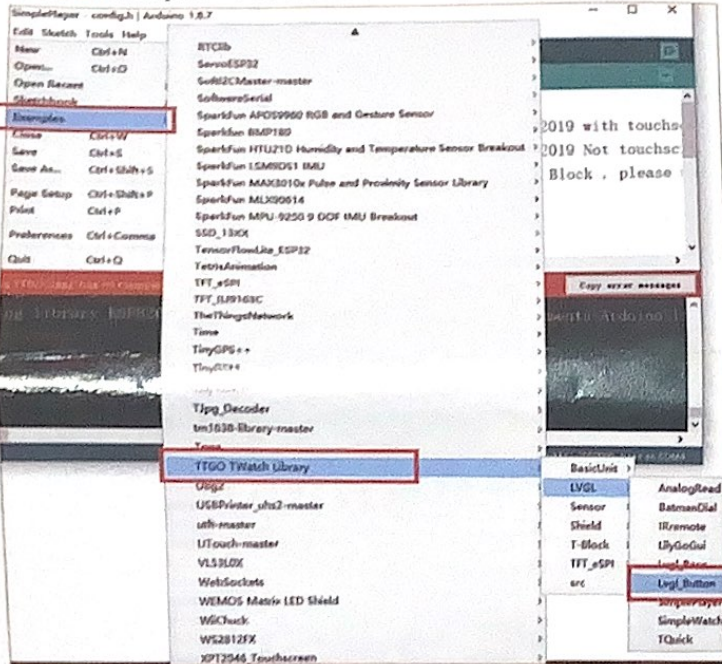 SimplePlayer - config.h | Arduino 1.8.7
Edit Sketch Tools Help
New Ctrl+N
Open... Ctrl+O
Open Recent
Sketchbook
Examples
Close Ctrl+W
Save Ctrl+S
Save As... Ctrl+Shift+S
Page Setup Ctrl+Shift+P
Print Ctrl+P
Preferences Ctrl+Comma
Quit Ctrl+Q
RTClib
ServoESP32
SoftI2CMaster-master
SoftwareSerial
SparkFun APDS9960 RGB and Gesture Sensor
SparkFun BMP180
SparkFun HTU21D Humidity and Temperature Sensor Breakout
SparkFun LSM9DS1 IMU
SparkFun MAX3010x Pulse and Proximity Sensor Library
SparkFun MLX90614
SparkFun MPU-9250 9 DOF IMU Breakout
SSD_13XX
TensorFlowLite_ESP32
TetrisAnimation
TFT_eSPI
TFT_ILI9163C
TheThingsNetwork
Time
TinyGPS++
TJpg_Decoder
tm1638-library-master
TTGO TWatch Library
U8g2
USBPrinter_uhs2-master
utft-master
UTouch-master
VL53L0X
WebSockets
WEMOS Matrix LED Shield
WiiChuck
WS2812FX
XPT2046_Touchscreen
2019 with touchsc
2019 Not touchsc
Block , please
Copy error messages
BasicUnit
LVGL
Sensor
Shield
T-Block
TFT_eSPI
src
AnalogRead
BatmanDial
IRremote
LilyGoGui
Lvgl_Base
Lvgl_Button
SimplePlayer
SimpleWatch
TQuick